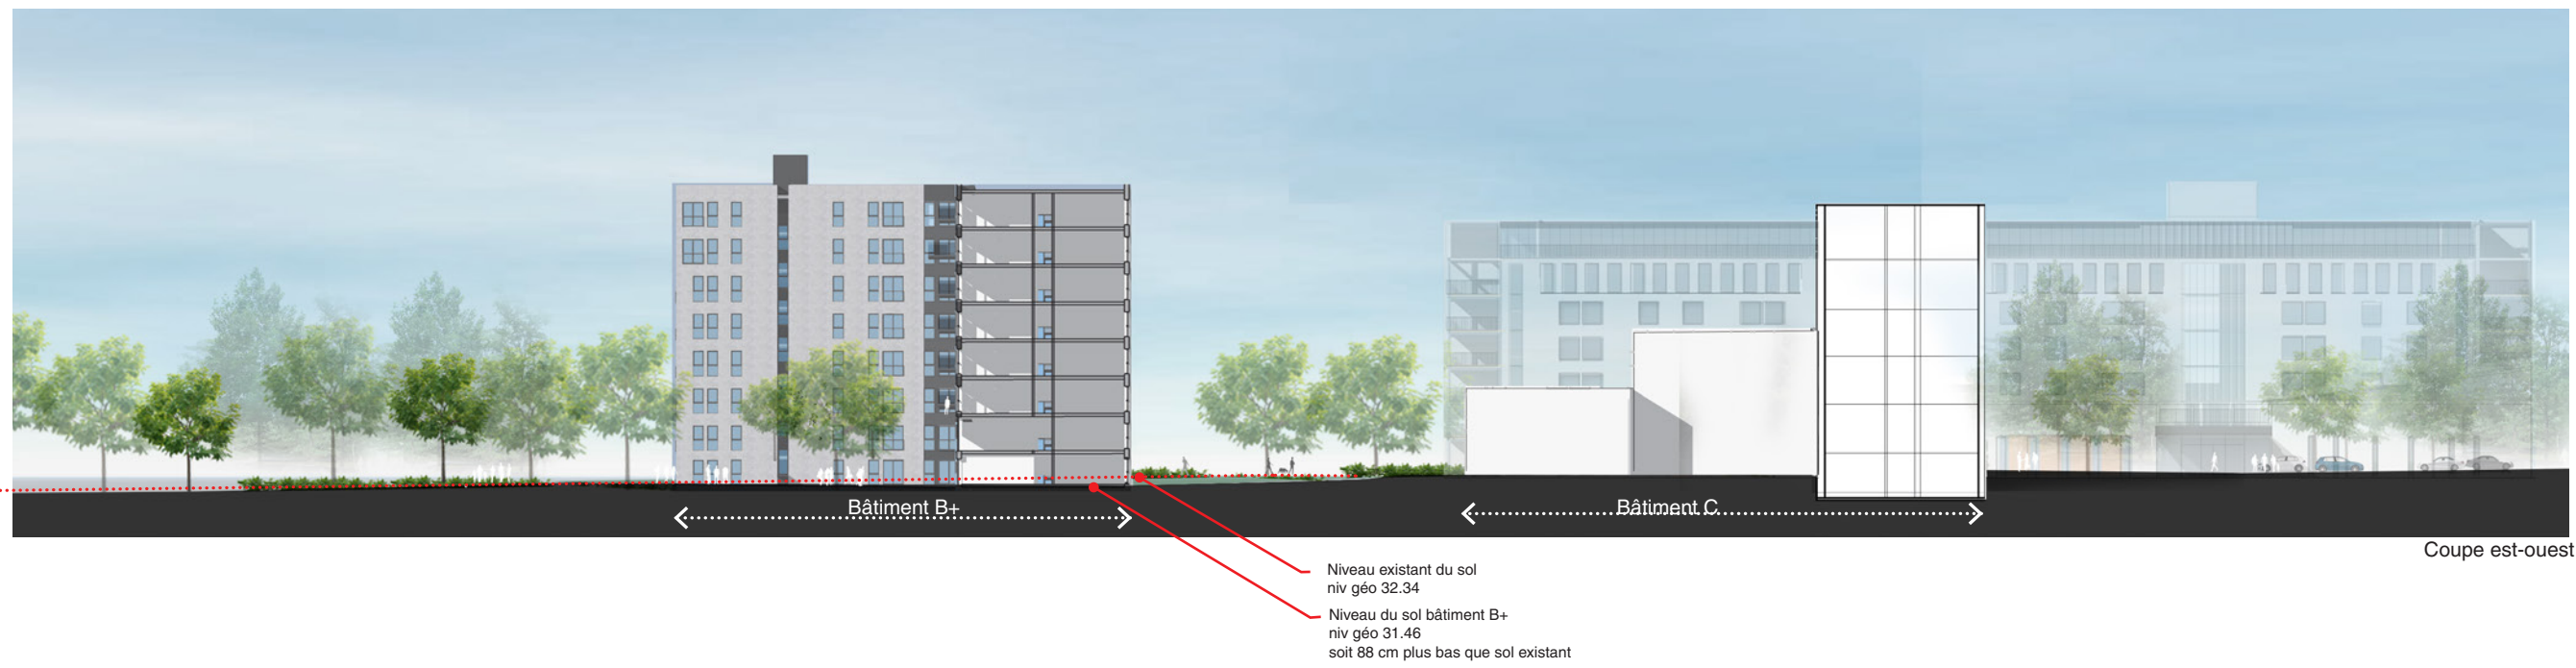 Bâtiment B+
Bâtiment C
Coupe est-ouest
Niveau existant du sol
niv géo 32.34
Niveau du sol bâtiment B+
niv géo 31.46
soit 88 cm plus bas que sol existant